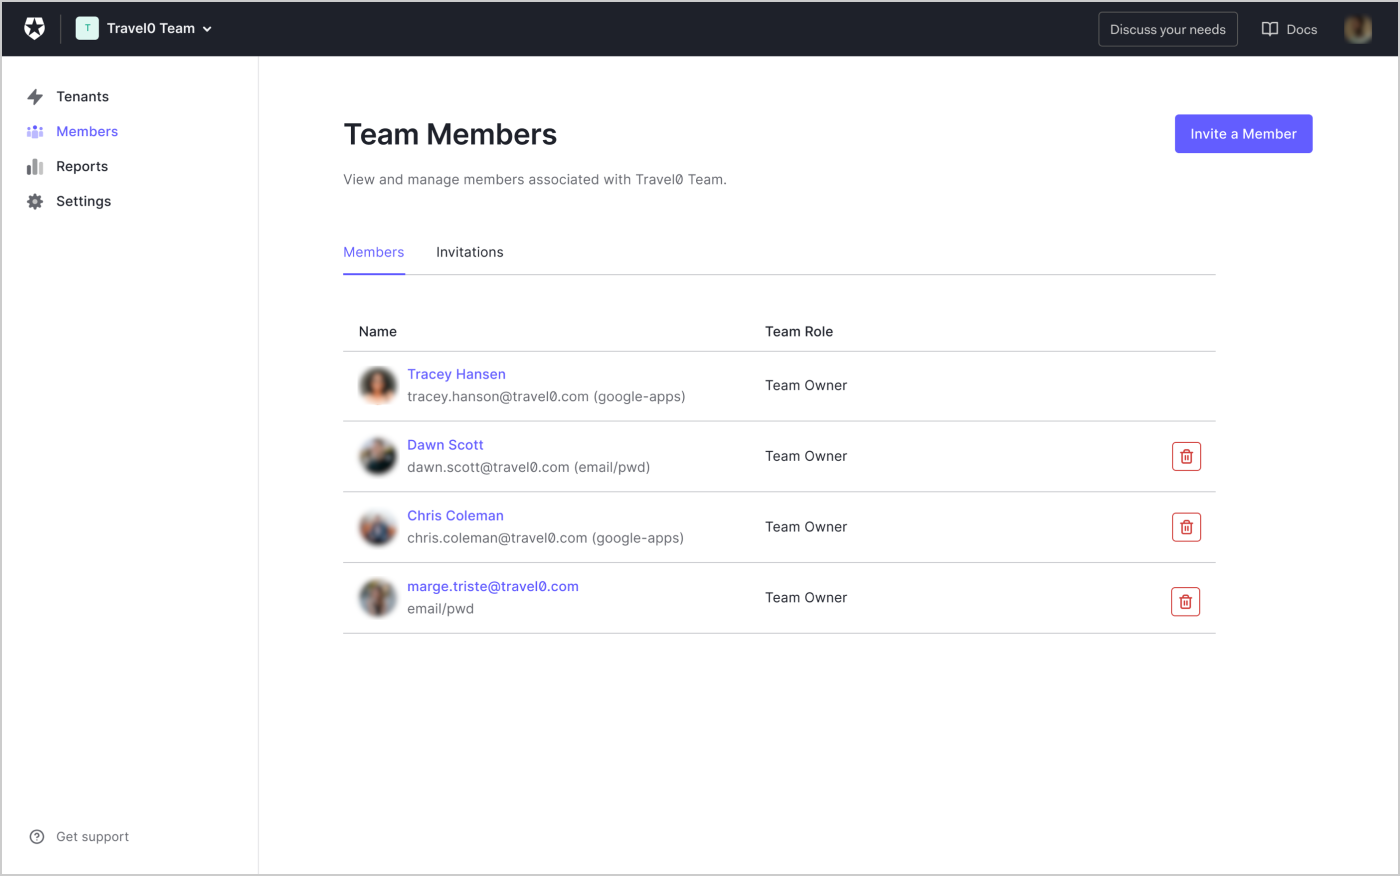 T Travel0 Team
Discuss your needs
Docs
Tenants
Members
Reports
Settings
Team Members
Invite a Member
View and manage members associated with Travel0 Team.
Members Invitations
Name Team Role
Tracey Hansen
tracey.hanson@travel0.com (google-apps)
Team Owner
Dawn Scott
dawn.scott@travel0.com (email/pwd)
Team Owner
Chris Coleman
chris.coleman@travel0.com (google-apps)
Team Owner
marge.triste@travel0.com
email/pwd
Team Owner
Get support